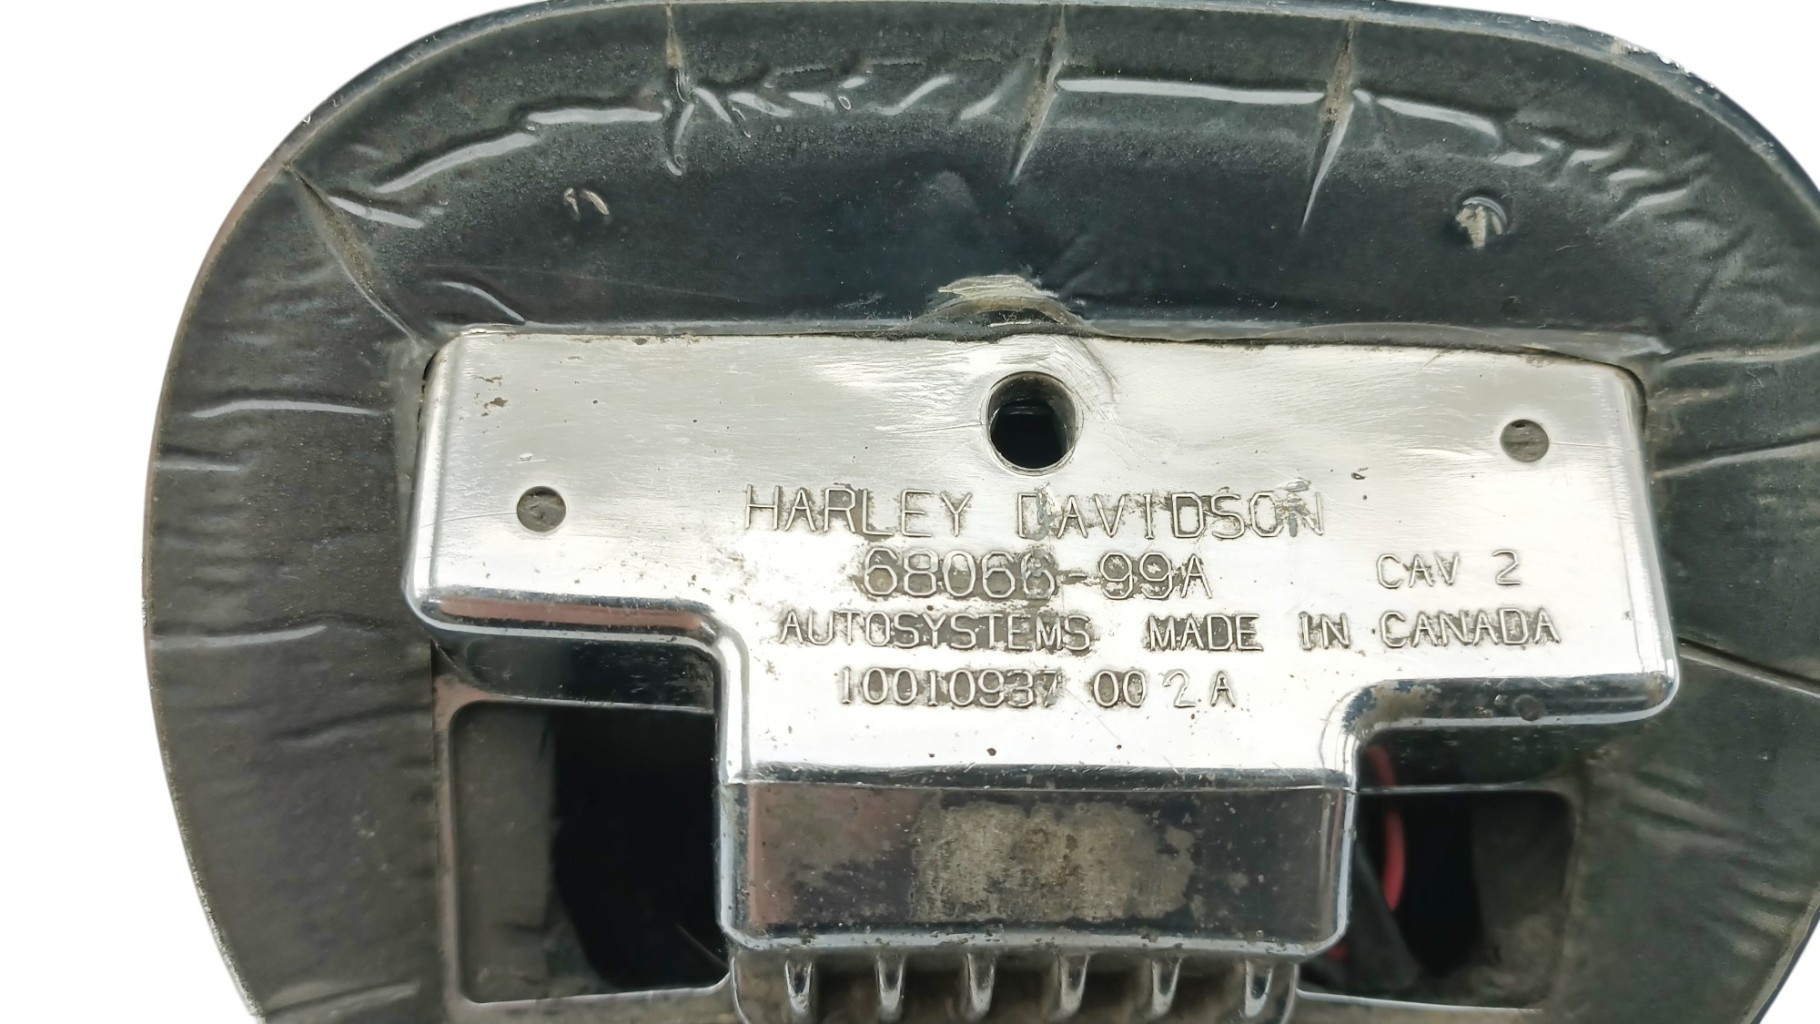 HARLEY DAVIDSON
68066-99A CAV 2
AUTOSYSTEMS MADE IN CANADA
10010937 00 2 A